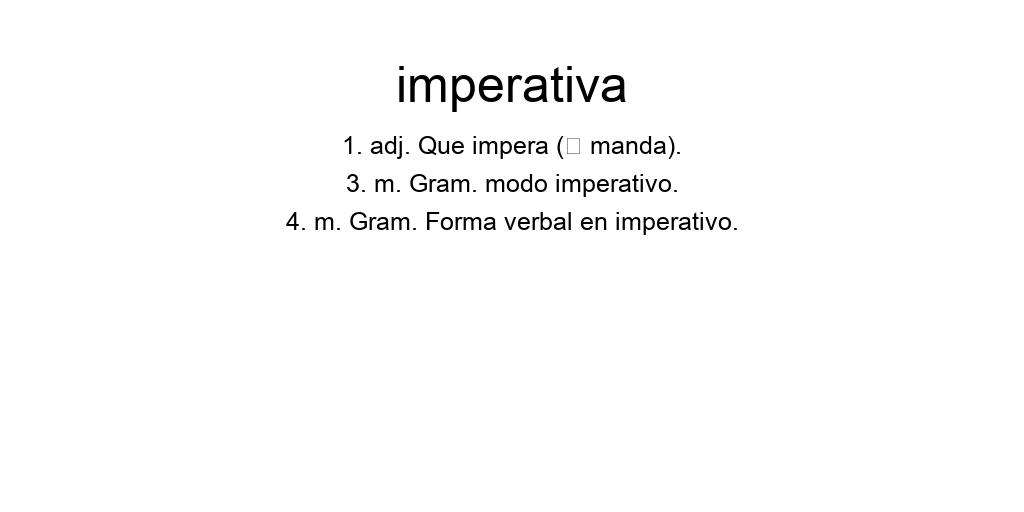 imperativa
1. adj. Que impera (□ manda).
3. m. Gram. modo imperativo.
4. m. Gram. Forma verbal en imperativo.